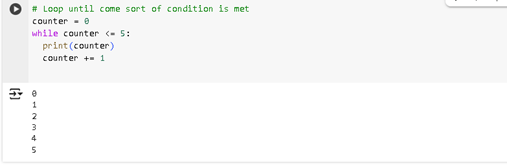 # Loop until come sort of condition is met
counter = 0
while counter <= 5:
  print(counter)
  counter += 1
0
1
2
3
4
5